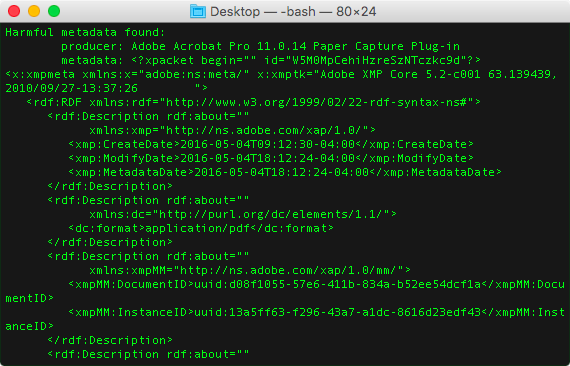 Desktop — -bash — 80×24
Harmful metadata found:
producer: Adobe Acrobat Pro 11.0.14 Paper Capture Plug-in
metadata: <?xpacket begin="" id="W5M0MpCehiHzreSzNTczkc9d"?>
<x:xmpmeta xmlns:x="adobe:ns:meta/" x:xmptk="Adobe XMP Core 5.2-c001 63.139439,
2010/09/27-13:37:26        ">
<rdf:RDF xmlns:rdf="http://www.w3.org/1999/02/22-rdf-syntax-ns#">
<rdf:Description rdf:about=""
xmlns:xmp="http://ns.adobe.com/xap/1.0/">
<xmp:CreateDate>2016-05-04T09:12:30-04:00</xmp:CreateDate>
<xmp:ModifyDate>2016-05-04T18:12:24-04:00</xmp:ModifyDate>
<xmp:MetadataDate>2016-05-04T18:12:24-04:00</xmp:MetadataDate>
</rdf:Description>
<rdf:Description rdf:about=""
xmlns:dc="http://purl.org/dc/elements/1.1/">
<dc:format>application/pdf</dc:format>
</rdf:Description>
<rdf:Description rdf:about=""
xmlns:xmpMM="http://ns.adobe.com/xap/1.0/mm/">
<xmpMM:DocumentID>uuid:d08f1055-57e6-411b-834a-b52ee54dcf1a</xmpMM:Docu
mentID>
<xmpMM:InstanceID>uuid:13a5ff63-f296-43a7-a1dc-8616d23edf43</xmpMM:Inst
anceID>
</rdf:Description>
<rdf:Description rdf:about=""